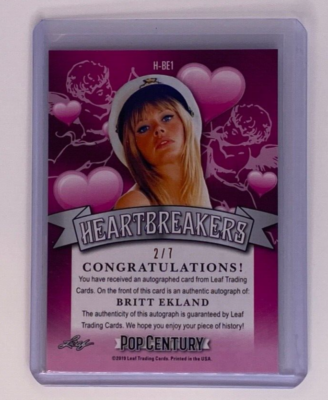 H-BE1
HEARTBREAKERS
2/7
CONGRATULATIONS!
You have received an autographed card from Leaf Trading
Cards. On the front of this card is an authentic autograph of:
BRITT EKLAND
The authenticity of this autograph is guaranteed by Leaf
Trading Cards. We hope you enjoy your piece of history!
Leaf
POP CENTURY
©2019 Leaf Trading Cards. Printed in the USA.